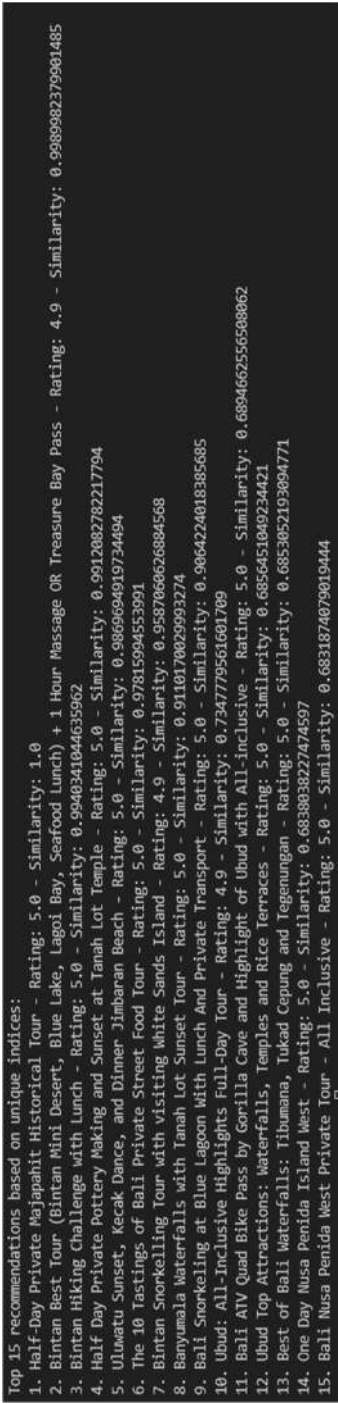 Top 15 recommendations based on unique indices:
1. Half-Day Private Majapahit Historical Tour - Rating: 5.0 - Similarity: 1.0
2. Bintan Best Tour (Bintan Mini Desert, Blue Lake, Lagoi Bay, Seafood Lunch) + 1 Hour Massage OR Treasure Bay Pass - Rating: 4.9 - Similarity: 0.9989982379901485
3. Bintan Hiking Challenge with Lunch - Rating: 5.0 - Similarity: 0.9940341044635962
4. Half Day Private Pottery Making and Sunset at Tanah Lot Temple - Rating: 5.0 - Similarity: 0.9912082782217794
5. Uluwatu Sunset, Kecak Dance, and Dinner Jimbaran Beach - Rating: 5.0 - Similarity: 0.9869694919734494
6. The 10 Tastings of Bali Private Street Food Tour - Rating: 5.0 - Similarity: 0.97815994553991
7. Bintan Snorkelling Tour with visiting White Sands Island - Rating: 4.9 - Similarity: 0.9587060626884568
8. Banyumala Waterfalls with Tanah Lot Sunset Tour - Rating: 5.0 - Similarity: 0.9110170029993274
9. Bali Snorkeling at Blue Lagoon With lunch And Private Transport - Rating: 5.0 - Similarity: 0.9064224018385685
10. Ubud: All-Inclusive Highlights Full-Day Tour - Rating: 4.9 - Similarity: 0.7347779561601709
11. Bali ATV Quad Bike Pass by Gorilla Cave and Highlight of Ubud with All-inclusive - Rating: 5.0 - Similarity: 0.6894662556508062
12. Ubud Top Attractions: Waterfalls, Temples and Rice Terraces - Rating: 5.0 - Similarity: 0.6856451049234421
13. Best of Bali Waterfalls: Tibumana, Tukad Cepung and Tegenungan - Rating: 5.0 - Similarity: 0.6853052193094771
14. One Day Nusa Penida Island West - Rating: 5.0 - Similarity: 0.6838038227474597
15. Bali Nusa Penida West Private Tour - All Inclusive - Rating: 5.0 - Similarity: 0.6831874079019444